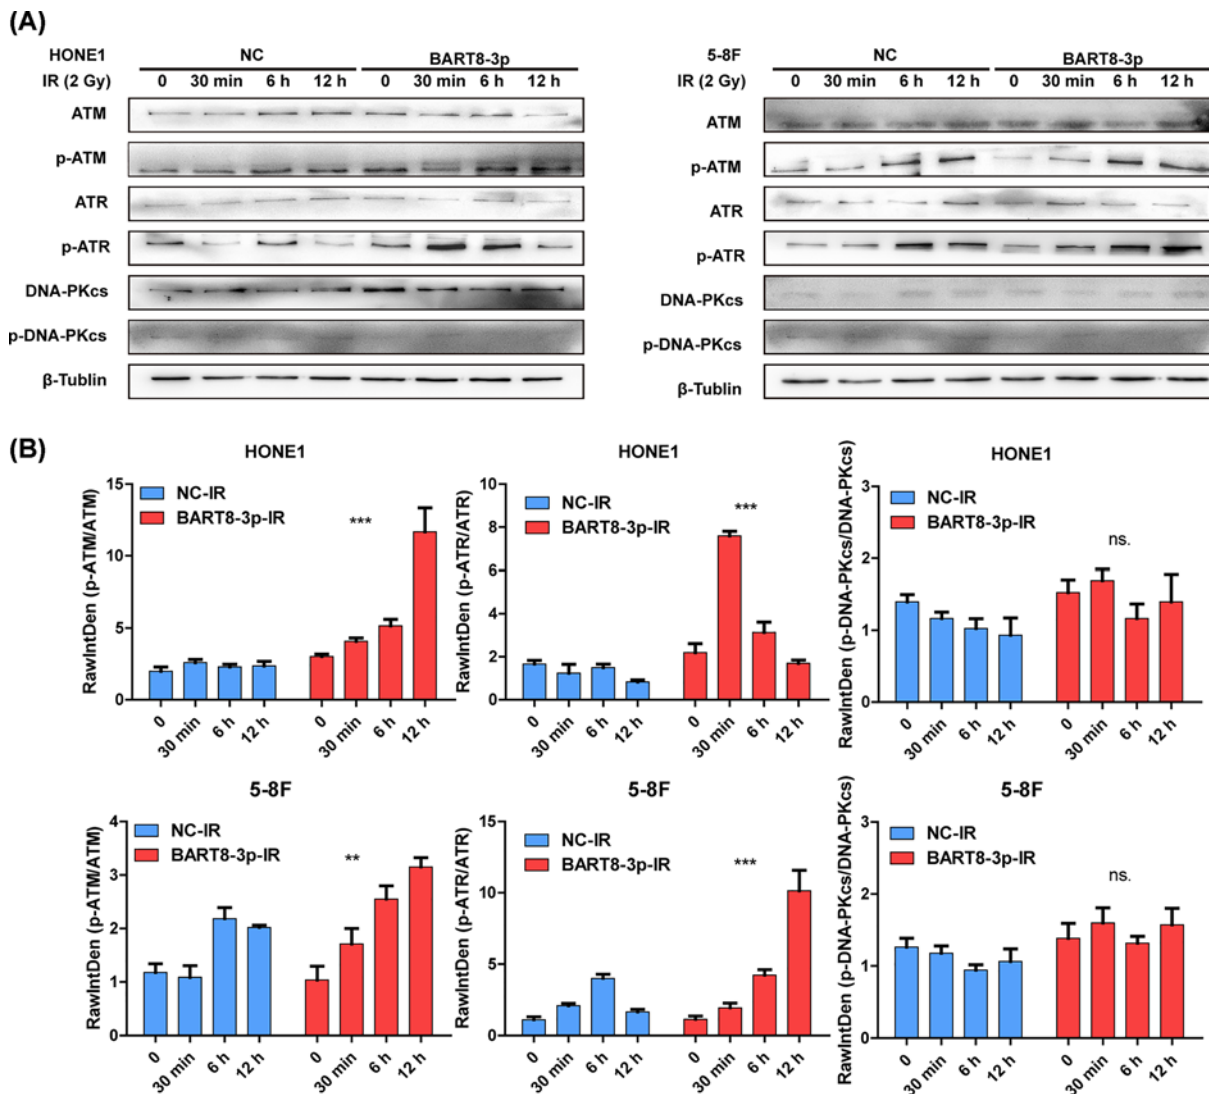 (A)
HONE1 NC BART8-3p
IR (2 Gy) 0 30 min 6 h 12 h 0 30 min 6 h 12 h
ATM
p-ATM
ATR
p-ATR
DNA-PKcs
p-DNA-PKcs
β-Tublin
5-8F NC BART8-3p
IR (2 Gy) 0 30 min 6 h 12 h 0 30 min 6 h 12 h
ATM
p-ATM
ATR
p-ATR
DNA-PKcs
p-DNA-PKcs
β-Tublin
(B)
HONE1
RawIntDen (p-ATM/ATM)
15
10
5
0
NC-IR
BART8-3p-IR
***
0 30 min 6 h 12 h 0 30 min 6 h 12 h
HONE1
RawIntDen (p-ATR/ATR)
10
8
6
4
2
0
NC-IR
BART8-3p-IR
***
0 30 min 6 h 12 h 0 30 min 6 h 12 h
HONE1
RawIntDen (p-DNA-PKcs/DNA-PKcs)
3
2
1
0
NC-IR
BART8-3p-IR
ns.
0 30 min 6 h 12 h 0 30 min 6 h 12 h
5-8F
RawIntDen (p-ATM/ATM)
4
3
2
1
0
NC-IR
BART8-3p-IR
**
0 30 min 6 h 12 h 0 30 min 6 h 12 h
5-8F
RawIntDen (p-ATR/ATR)
15
10
5
0
NC-IR
BART8-3p-IR
***
0 30 min 6 h 12 h 0 30 min 6 h 12 h
5-8F
RawIntDen (p-DNA-PKcs/DNA-PKcs)
3
2
1
0
NC-IR
BART8-3p-IR
ns.
0 30 min 6 h 12 h 0 30 min 6 h 12 h